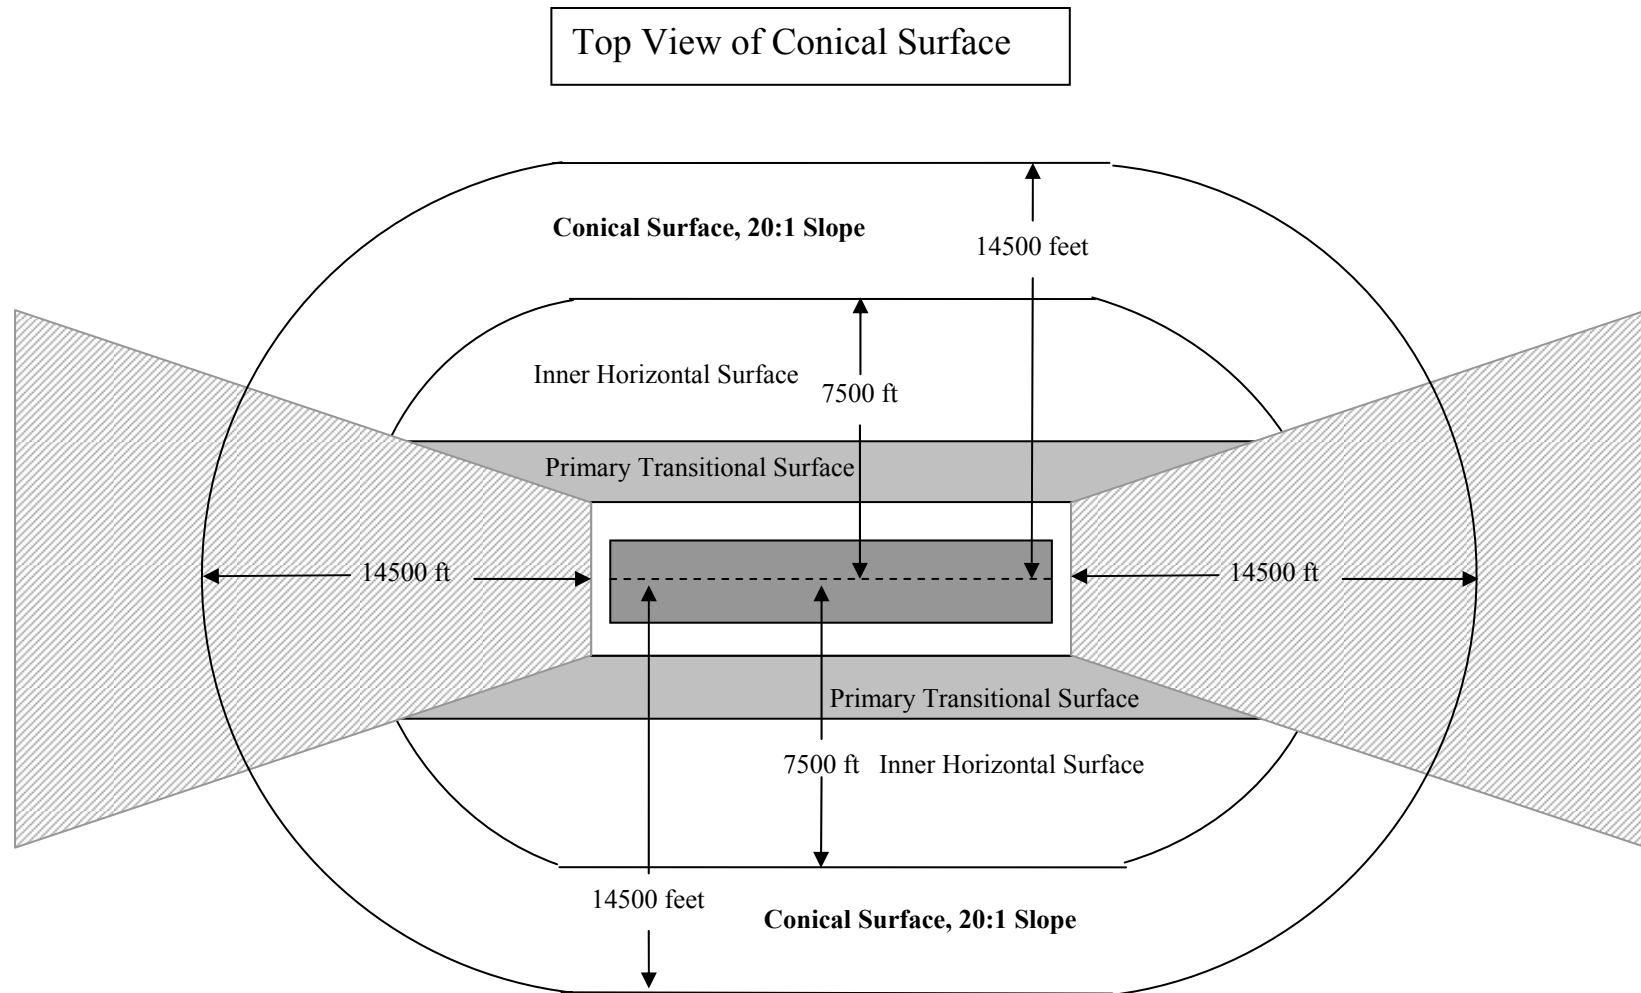 Top View of Conical Surface
Conical Surface, 20:1 Slope
14500 feet
Inner Horizontal Surface
7500 ft
Primary Transitional Surface
14500 ft
14500 ft
Primary Transitional Surface
7500 ft Inner Horizontal Surface
14500 feet
Conical Surface, 20:1 Slope